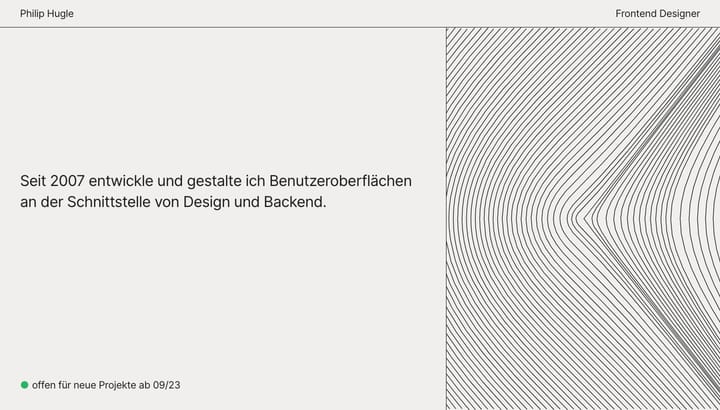 Philip Hugle
Frontend Designer
Seit 2007 entwickle und gestalte ich Benutzeroberflächen
an der Schnittstelle von Design und Backend.
offen für neue Projekte ab 09/23